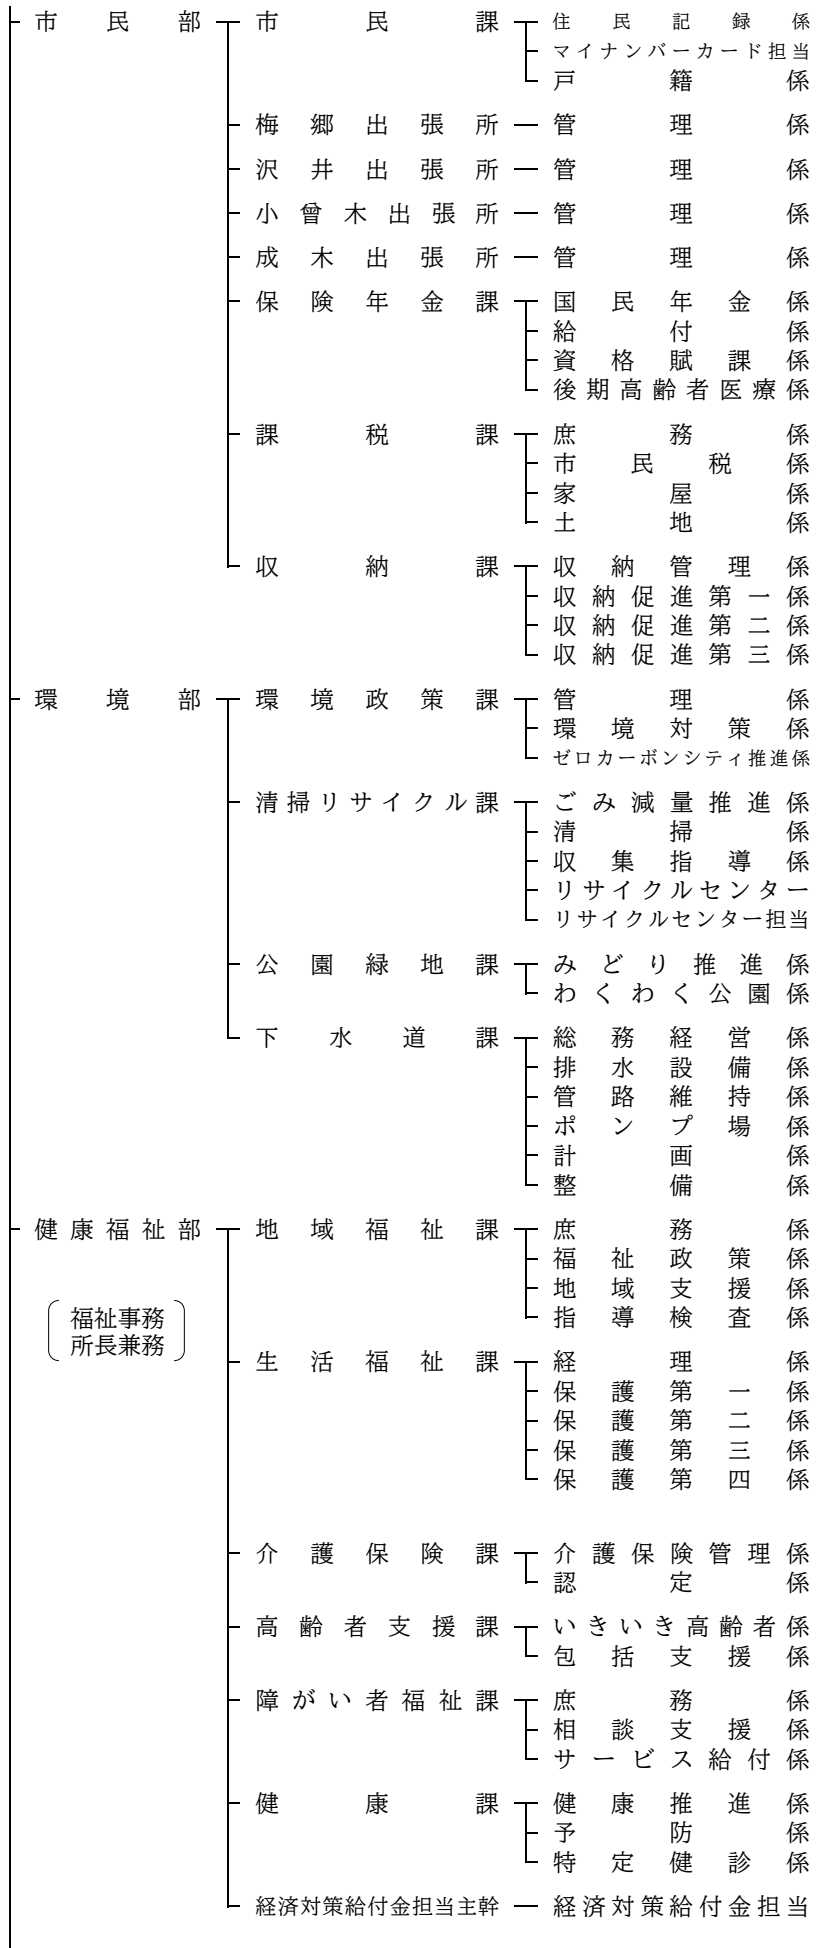 市民部 市民課 住民記録係
マイナンバーカード担当
戸籍係
梅郷出張所 管理係
沢井出張所 管理係
小曾木出張所 管理係
成木出張所 管理係
保険年金課 国民年金係
給付係
資格賦課係
後期高齢者医療係
課税課 庶務係
市民税係
家屋係
土地係
収納課 収納管理係
収納促進第一係
収納促進第二係
収納促進第三係
環境部 環境政策課 管理係
環境対策係
ゼロカーボンシティ推進係
清掃リサイクル課 ごみ減量推進係
清掃係
収集指導係
リサイクルセンター
リサイクルセンター担当
公園緑地課 みどり推進係
わくわく公園係
下水道課 総務経営係
排水設備係
管路維持係
ポンプ場係
計画係
整備係
健康福祉部 地域福祉課 庶務係
福祉政策係
地域支援係
福祉事務 指導検査係
所長兼務
生活福祉課 経理係
保護第一係
保護第二係
保護第三係
保護第四係
介護保険課 介護保険管理係
認定係
高齢者支援課 いきいき高齢者係
包括支援係
障がい者福祉課 庶務係
相談支援係
サービス給付係
健康課 健康推進係
予防係
特定健診係
経済対策給付金担当主幹 経済対策給付金担当